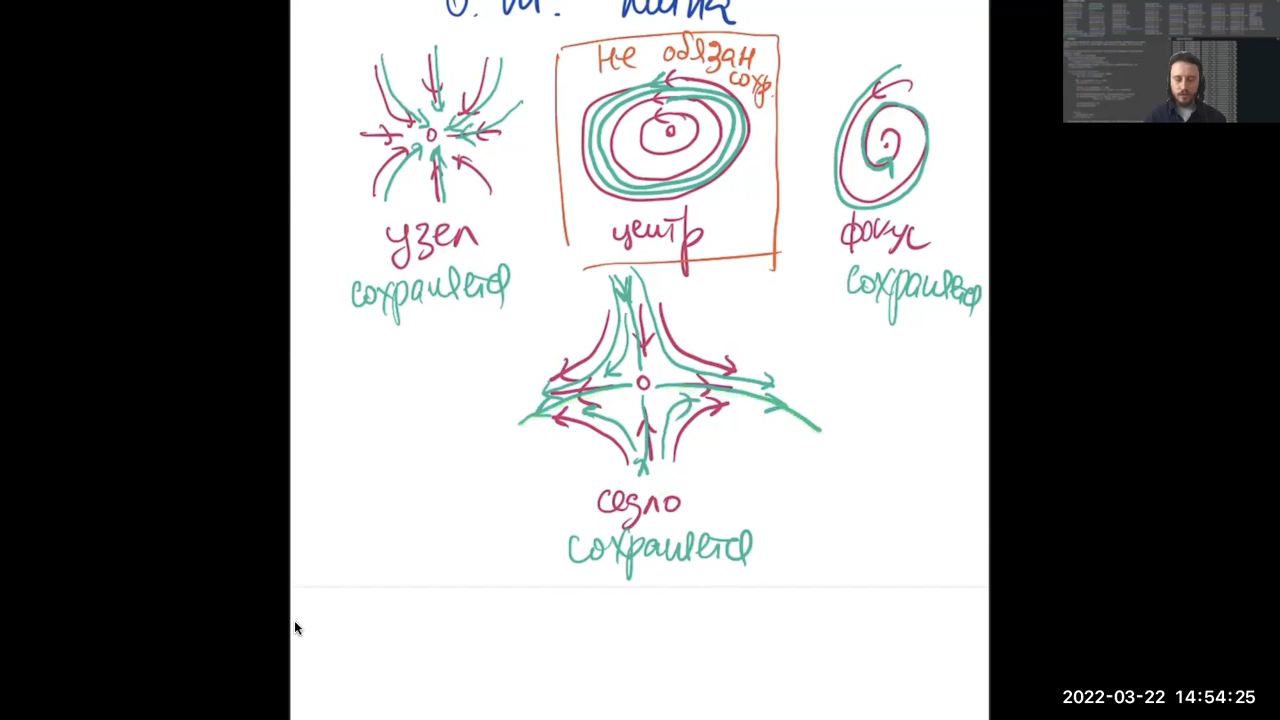 не обязан
сохр.
узел
центр
фокус
сохраняется
сохраняется
седло
сохраняется
2022-03-22 14:54:25